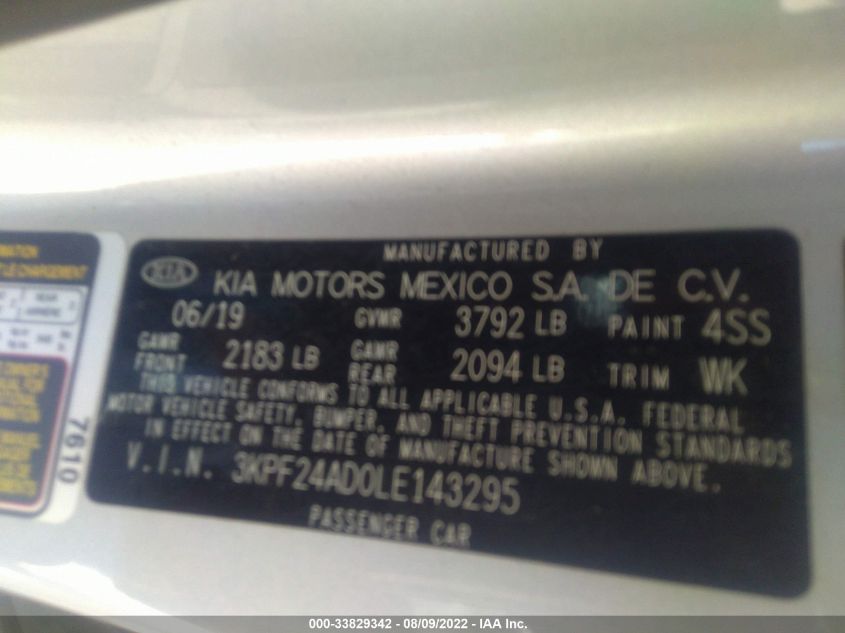 MANUFACTURED BY
KIA KIA MOTORS MEXICO S.A. DE C.V.
06/19 GVWR 3792 LB PAINT 4SS
GAWR FRONT 2183 LB GAWR REAR 2094 LB TRIM WK
THIS VEHICLE CONFORMS TO ALL APPLICABLE U.S.A. FEDERAL
MOTOR VEHICLE SAFETY, BUMPER, AND THEFT PREVENTION STANDARDS
IN EFFECT ON THE DATE OF MANUFACTURE SHOWN ABOVE.
V.I.N. 3KPF24AD0LE143295
PASSENGER CAR
7610
REAR
000-33829342 - 08/09/2022 - IAA Inc.